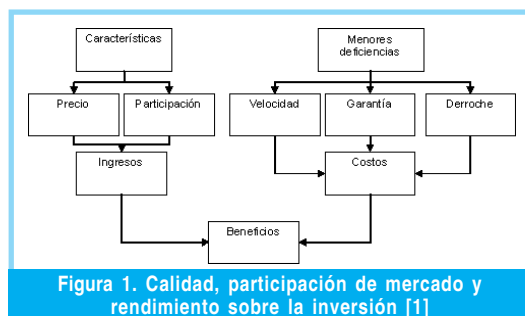 Características
Menores
deficiencias
Precio
Participación
Velocidad
Garantía
Derroche
Ingresos
Costos
Beneficios
Figura 1. Calidad, participación de mercado y
rendimiento sobre la inversión [1]